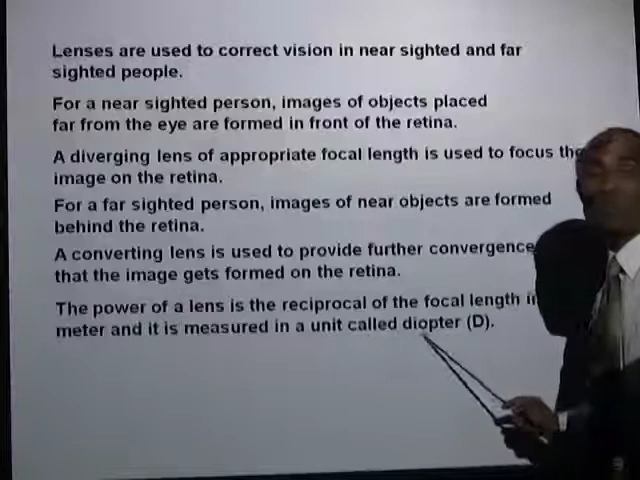 Lenses are used to correct vision in near sighted and far
sighted people.
For a near sighted person, images of objects placed
far from the eye are formed in front of the retina.
A diverging lens of appropriate focal length is used to focus the
image on the retina.
For a far sighted person, images of near objects are formed
behind the retina.
A converting lens is used to provide further convergence
that the image gets formed on the retina.
The power of a lens is the reciprocal of the focal length in
meter and it is measured in a unit called diopter (D).